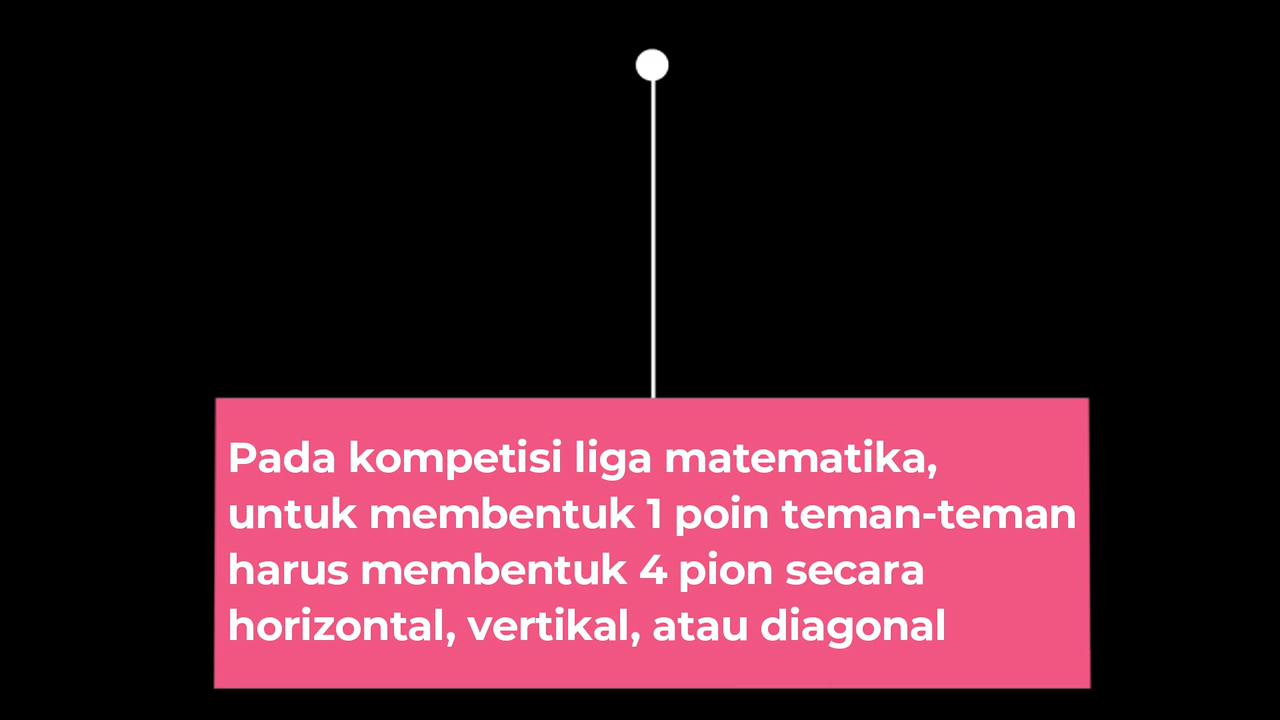 Pada kompetisi liga matematika,
untuk membentuk 1 poin teman-teman
harus membentuk 4 pion secara
horizontal, vertikal, atau diagonal